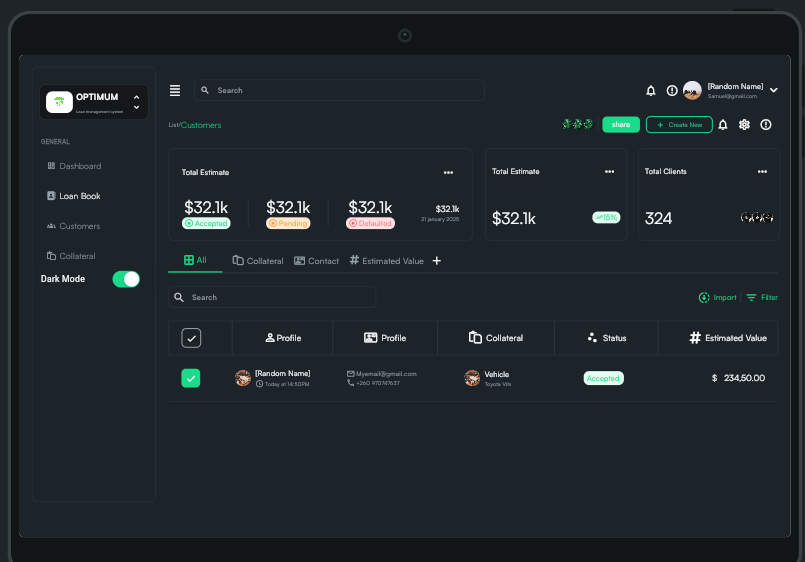 OPTIMUM
Loan management system
Search
[Random Name]
Samuel@gmail.com
GENERAL
Dashboard
Loan Book
Customers
Collateral
Dark Mode
List/Customers
share
+ Create New
Total Estimate
$32.1k
Accepted
$32.1k
Pending
$32.1k
Defaulted
$32.1k
31 january 2025
Total Estimate
$32.1k
15%
Total Clients
324
All
Collateral
Contact
# Estimated Value
+
Search
Import
Filter
Profile
Profile
Collateral
Status
# Estimated Value
[Random Name]
Today at 14:50PM
Myemail@gmail.com
+260 970747637
Vehicle
Toyota Vits
Accepted
$ 234,50.00